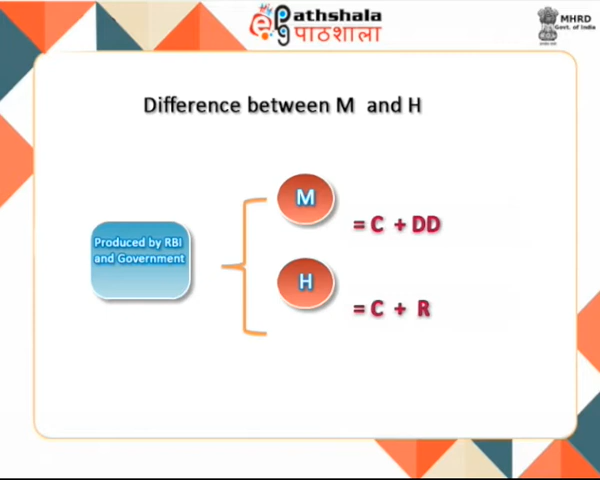 Pathshala
पाठशाला
MHRD
Govt. of India
Difference between M and H
M
= C + DD
Produced by RBI
and Government
H
= C + R